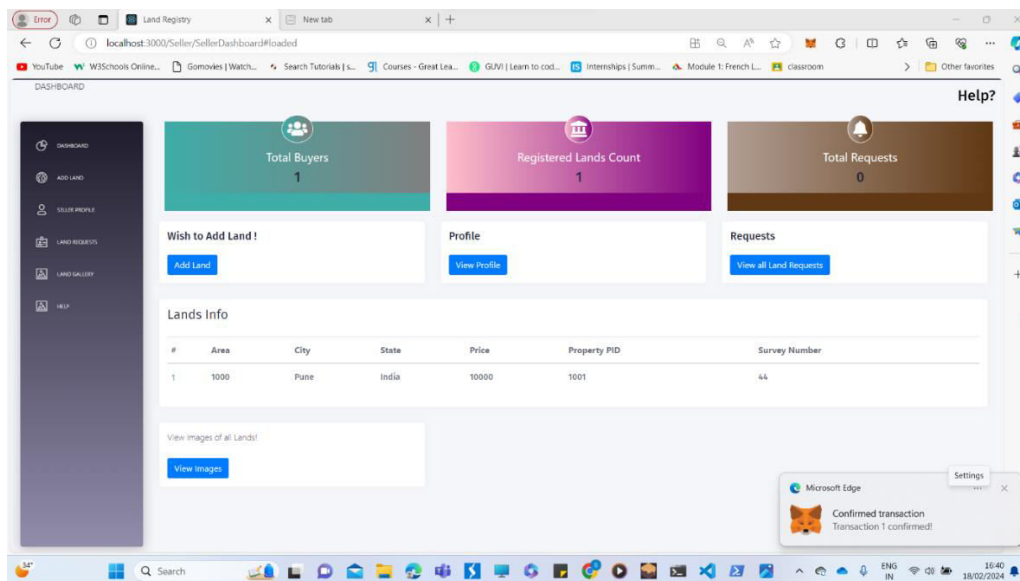 Error
Land Registry
New tab
localhost:3000/Seller/SellerDashboard#loaded
YouTube
W3Schools Online...
Gomovies | Watch...
Search Tutorials | s...
Courses - Great Lea...
GUVI | Learn to cod...
Internships | Summ...
Module 1: French L...
classroom
Other favorites
DASHBOARD
Help?
DASHBOARD
ADD LAND
SELLER PROFILE
LAND REQUESTS
LAND GALLERY
HELP
Total Buyers
1
Registered Lands Count
1
Total Requests
0
Wish to Add Land !
Add Land
Profile
View Profile
Requests
View all Land Requests
Lands Info
# Area City State Price Property PID Survey Number
1 1000 Pune India 10000 1001 44
View Images of all Lands!
View Images
Settings
Microsoft Edge
Confirmed transaction
Transaction 1 confirmed!
34°
Search
ENG
IN
16:40
18/02/2024